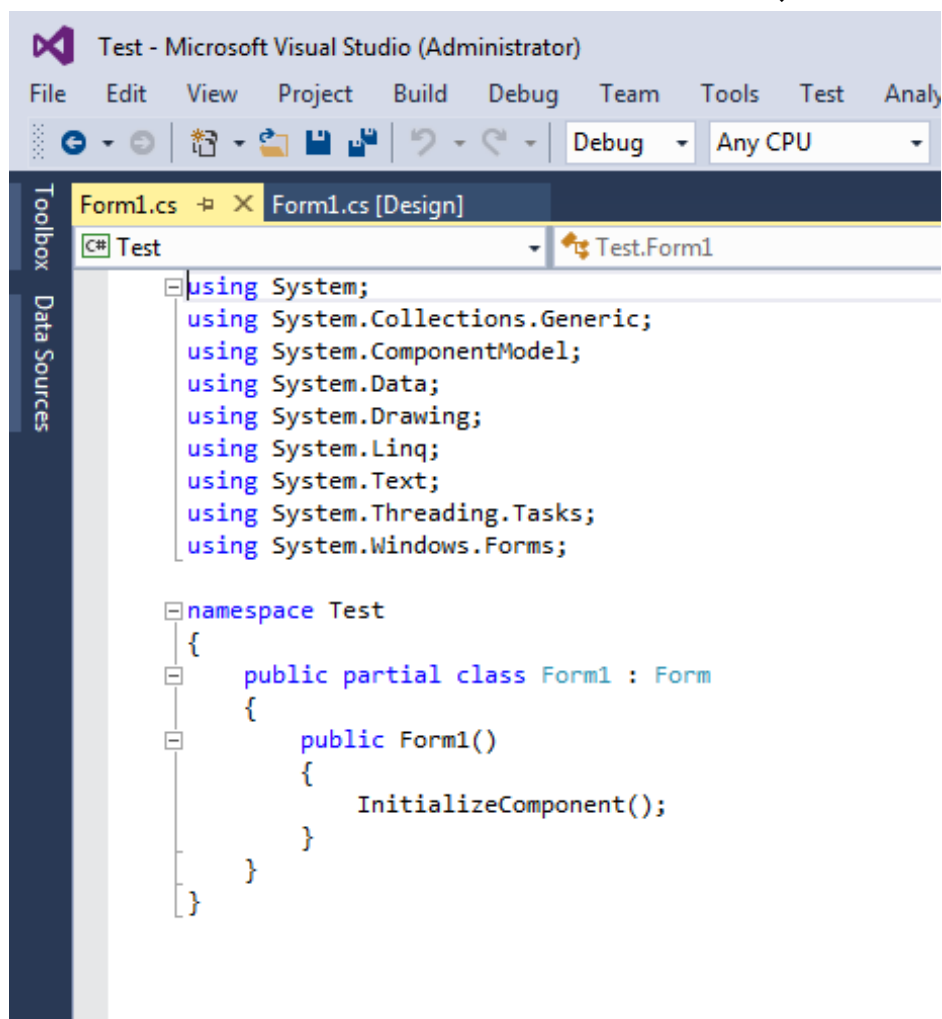 Test - Microsoft Visual Studio (Administrator)
File Edit View Project Build Debug Team Tools Test Analy
Debug Any CPU
Toolbox
Data Sources
Form1.cs Form1.cs [Design]
C# Test Test.Form1
using System;
using System.Collections.Generic;
using System.ComponentModel;
using System.Data;
using System.Drawing;
using System.Linq;
using System.Text;
using System.Threading.Tasks;
using System.Windows.Forms;
namespace Test
{
public partial class Form1 : Form
{
public Form1()
{
InitializeComponent();
}
}
}